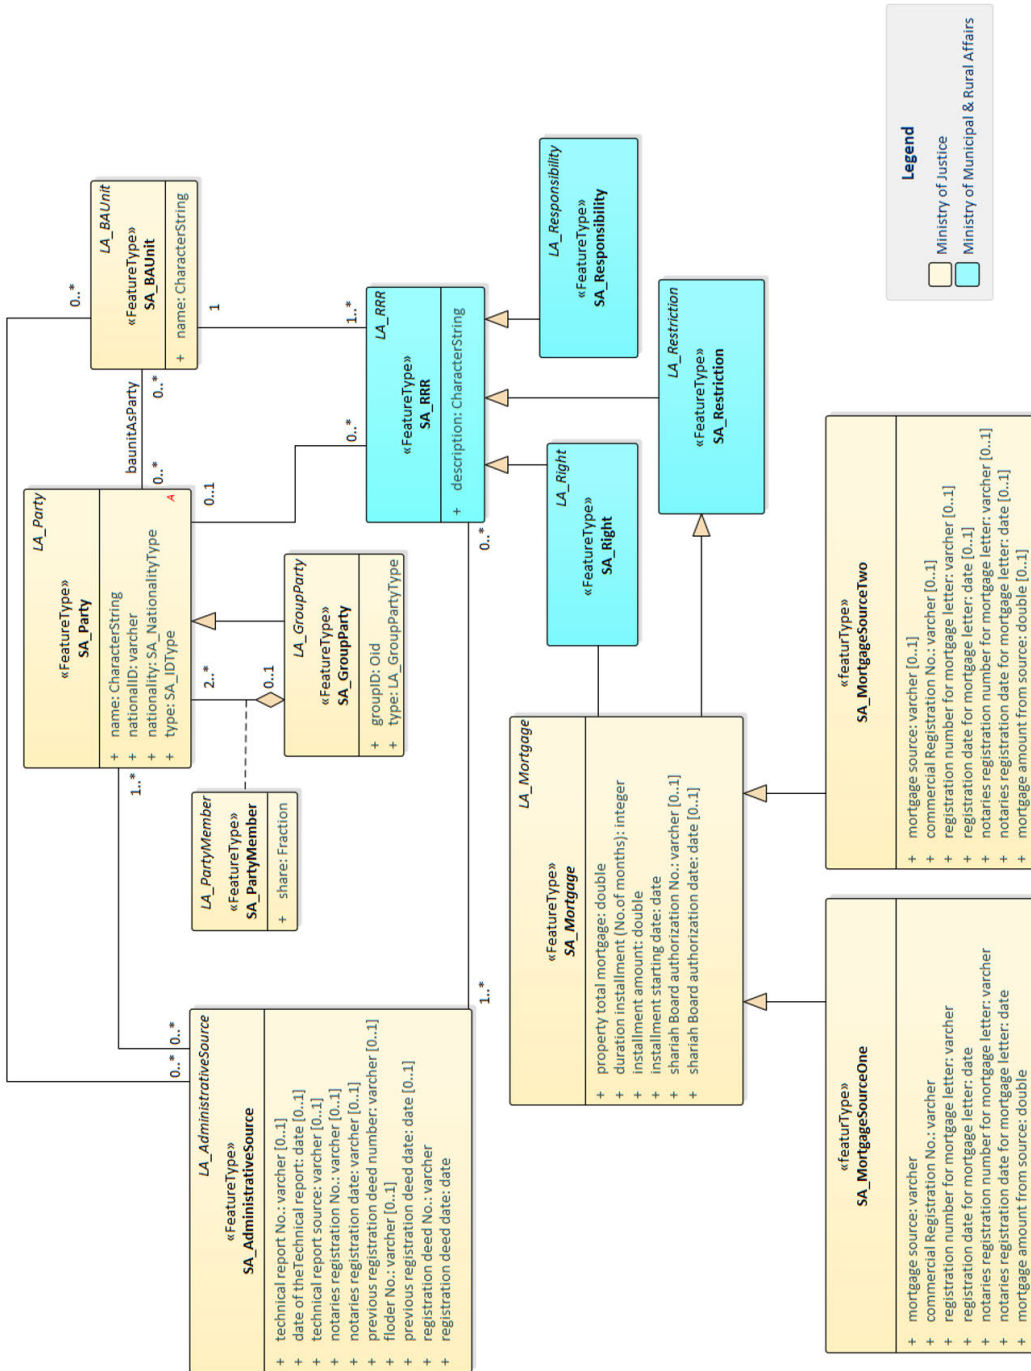 LA_AdministrativeSource
«FeatureType»
SA_AdministrativeSource
+ technical report No.: varcher [0..1]
+ date of theTechnical report: date [0..1]
+ technical report source: varcher [0..1]
+ notaries registration No.: varcher [0..1]
+ notaries registration date: varcher [0..1]
+ previous registration deed number: varcher [0..1]
+ floder No.: varcher [0..1]
+ previous registration deed date: date [0..1]
+ registration deed No.: varcher
+ registration deed date: date
0..*
0..*
1..*
LA_PartyMember
«FeatureType»
SA_PartyMember
+ share: Fraction
LA_Party
«FeatureType»
SA_Party
+ name: CharacterString
+ nationalID: varcher
+ nationality: SA_NationalityType
+ type: SA_IDType
A
1..*
2..*
0..1
0..1
0..*
baunitAsParty
0..*
LA_GroupParty
«FeatureType»
SA_GroupParty
+ groupID: Oid
+ type: LA_GroupPartyType
LA_BAUnit
«FeatureType»
SA_BAUnit
+ name: CharacterString
0..*
1
LA_RRR
«FeatureType»
SA_RRR
+ description: CharacterString
0..*
1..*
0..*
LA_Mortgage
«FeatureType»
SA_Mortgage
+ property total mortgage: double
+ duration installment (No.of months): integer
+ installment amount: double
+ installment starting date: date
+ shariah Board authorization No.: varcher [0..1]
+ shariah Board authorization date: date [0..1]
LA_Right
«FeatureType»
SA_Right
LA_Responsibility
«FeatureType»
SA_Responsibility
LA_Restriction
«FeatureType»
SA_Restriction
«featurType»
SA_MortgageSourceOne
+ mortgage source: varcher
+ commercial Registration No.: varcher
+ registration number for mortgage letter: varcher
+ registration date for mortgage letter: date
+ notaries registration number for mortgage letter: varcher
+ notaries registration date for mortgage letter: date
+ mortgage amount from source: double
«featurType»
SA_MortgageSourceTwo
+ mortgage source: varcher [0..1]
+ commercial Registration No.: varcher [0..1]
+ registration number for mortgage letter: varcher [0..1]
+ registration date for mortgage letter: date [0..1]
+ notaries registration number for mortgage letter: varcher [0..1]
+ notaries registration date for mortgage letter: date [0..1]
+ mortgage amount from source: double [0..1]
Legend
Ministry of Justice
Ministry of Municipal & Rural Affairs